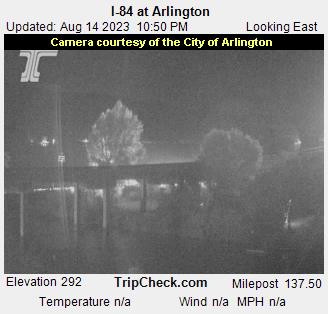 I-84 at Arlington
Updated: Aug 14 2023 10:50 PM Looking East
Camera courtesy of the City of Arlington
Elevation 292 TripCheck.com Milepost 137.50
Temperature n/a Wind n/a MPH n/a